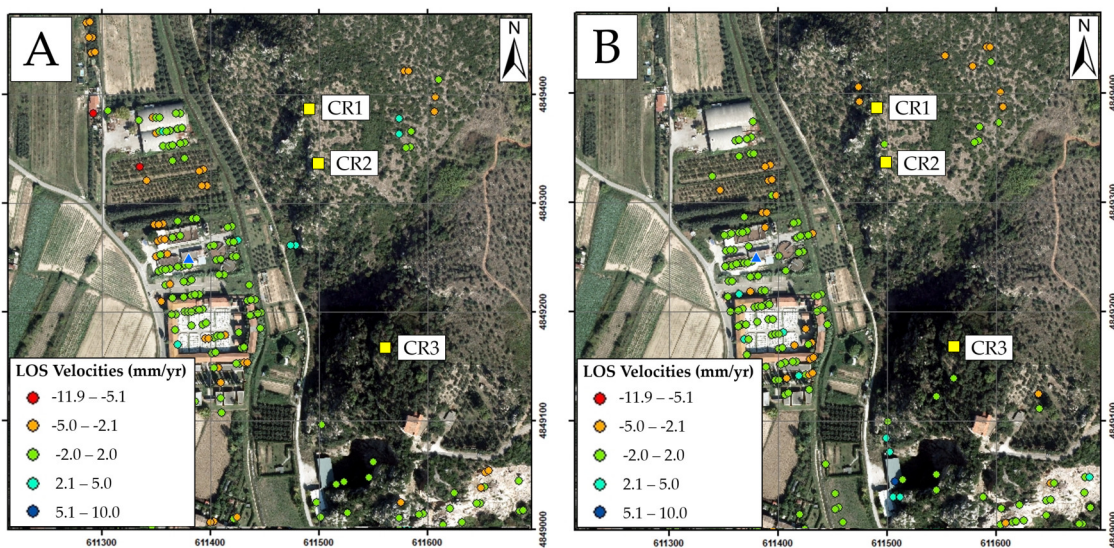 A
N
CR1
CR2
CR3
LOS Velocities (mm/yr)
-11.9 – -5.1
-5.0 – -2.1
-2.0 – 2.0
2.1 – 5.0
5.1 – 10.0
611300
611400
611500
611600
4849400
4849300
4849200
4849100
4849000
B
N
CR1
CR2
CR3
LOS Velocities (mm/yr)
-11.9 – -5.1
-5.0 – -2.1
-2.0 – 2.0
2.1 – 5.0
5.1 – 10.0
611300
611400
611500
611600
4849400
4849300
4849200
4849100
4849000